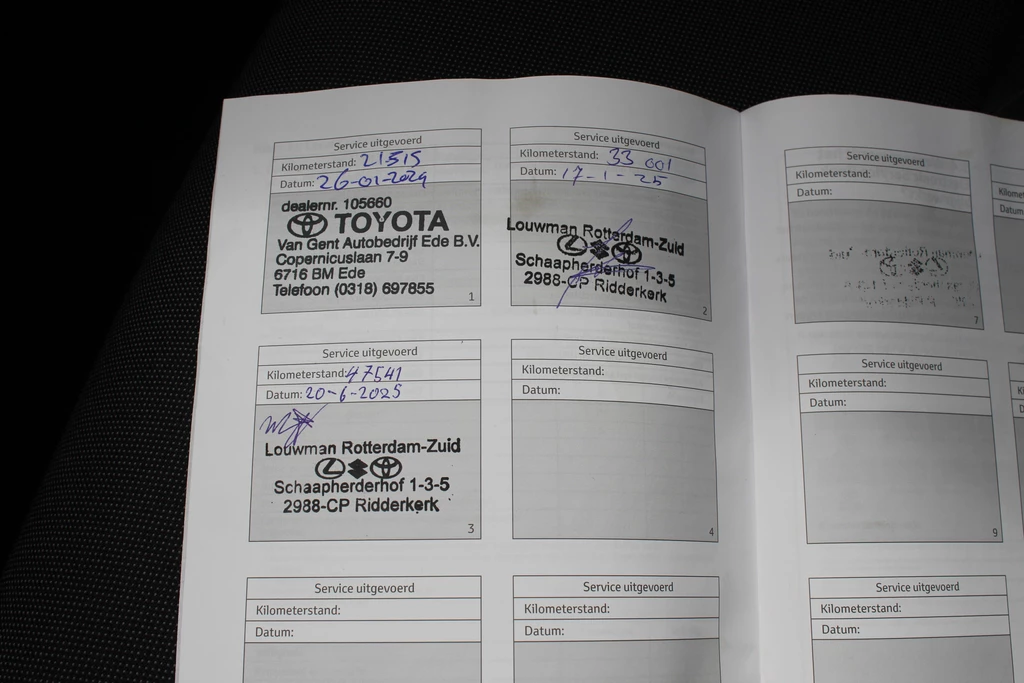 Service uitgevoerd
Kilometerstand: 21515
Datum: 26-01-2024
dealernr. 105660
TOYOTA
Van Gent Autobedrijf Ede B.V.
Copernicuslaan 7-9
6716 BM Ede
Telefoon (0318) 697855
1
Service uitgevoerd
Kilometerstand: 33 001
Datum: 17-1-25
Louwman Rotterdam-Zuid
Schaapherderhof 1-3-5
2988-CP Ridderkerk
2
Service uitgevoerd
Kilometerstand:
Datum:
7
Service uitgevoerd
Kilometerstand: 47541
Datum: 20-6-2025
Louwman Rotterdam-Zuid
Schaapherderhof 1-3-5
2988-CP Ridderkerk
3
Service uitgevoerd
Kilometerstand:
Datum:
4
Service uitgevoerd
Kilometerstand:
Datum:
9
Service uitgevoerd
Kilometerstand:
Datum:
Service uitgevoerd
Kilometerstand:
Datum:
Service uitgevoerd
Kilometerstand:
Datum: